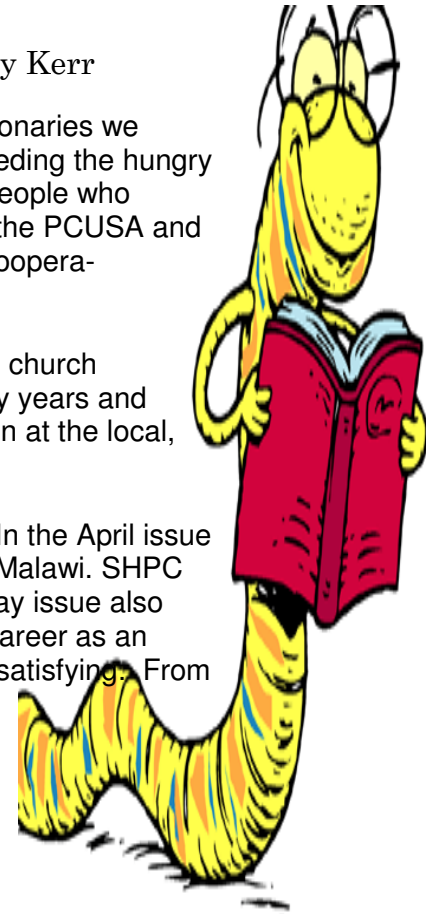 y Kerr
onaries we
eding the hungry
eople who
the PCUSA and
oopera-
church
y years and
n at the local,
In the April issue
Malawi. SHPC
ay issue also
areer as an
satisfying. From